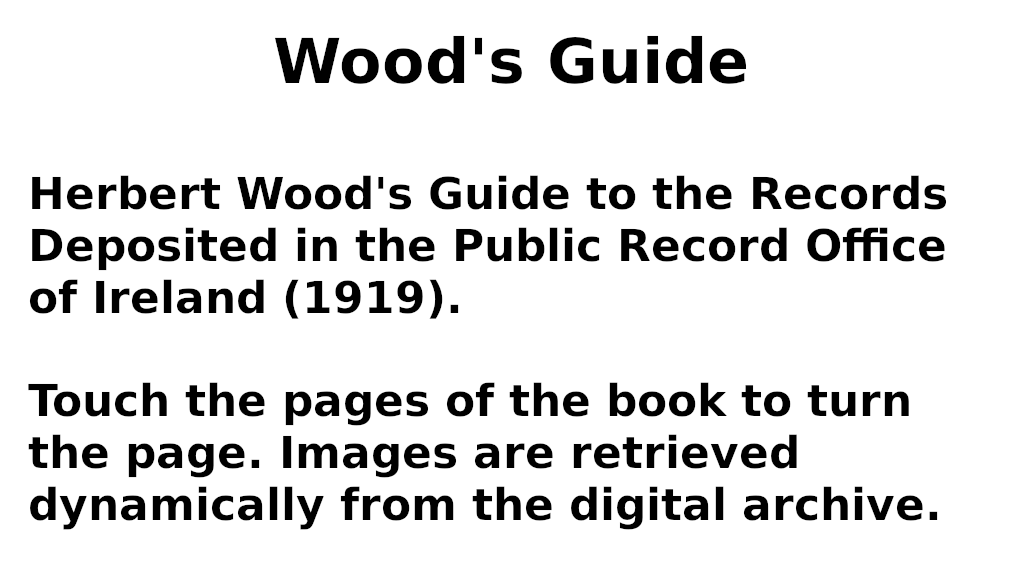 Wood's Guide
Herbert Wood's Guide to the Records
Deposited in the Public Record Office
of Ireland (1919).
Touch the pages of the book to turn
the page. Images are retrieved
dynamically from the digital archive.